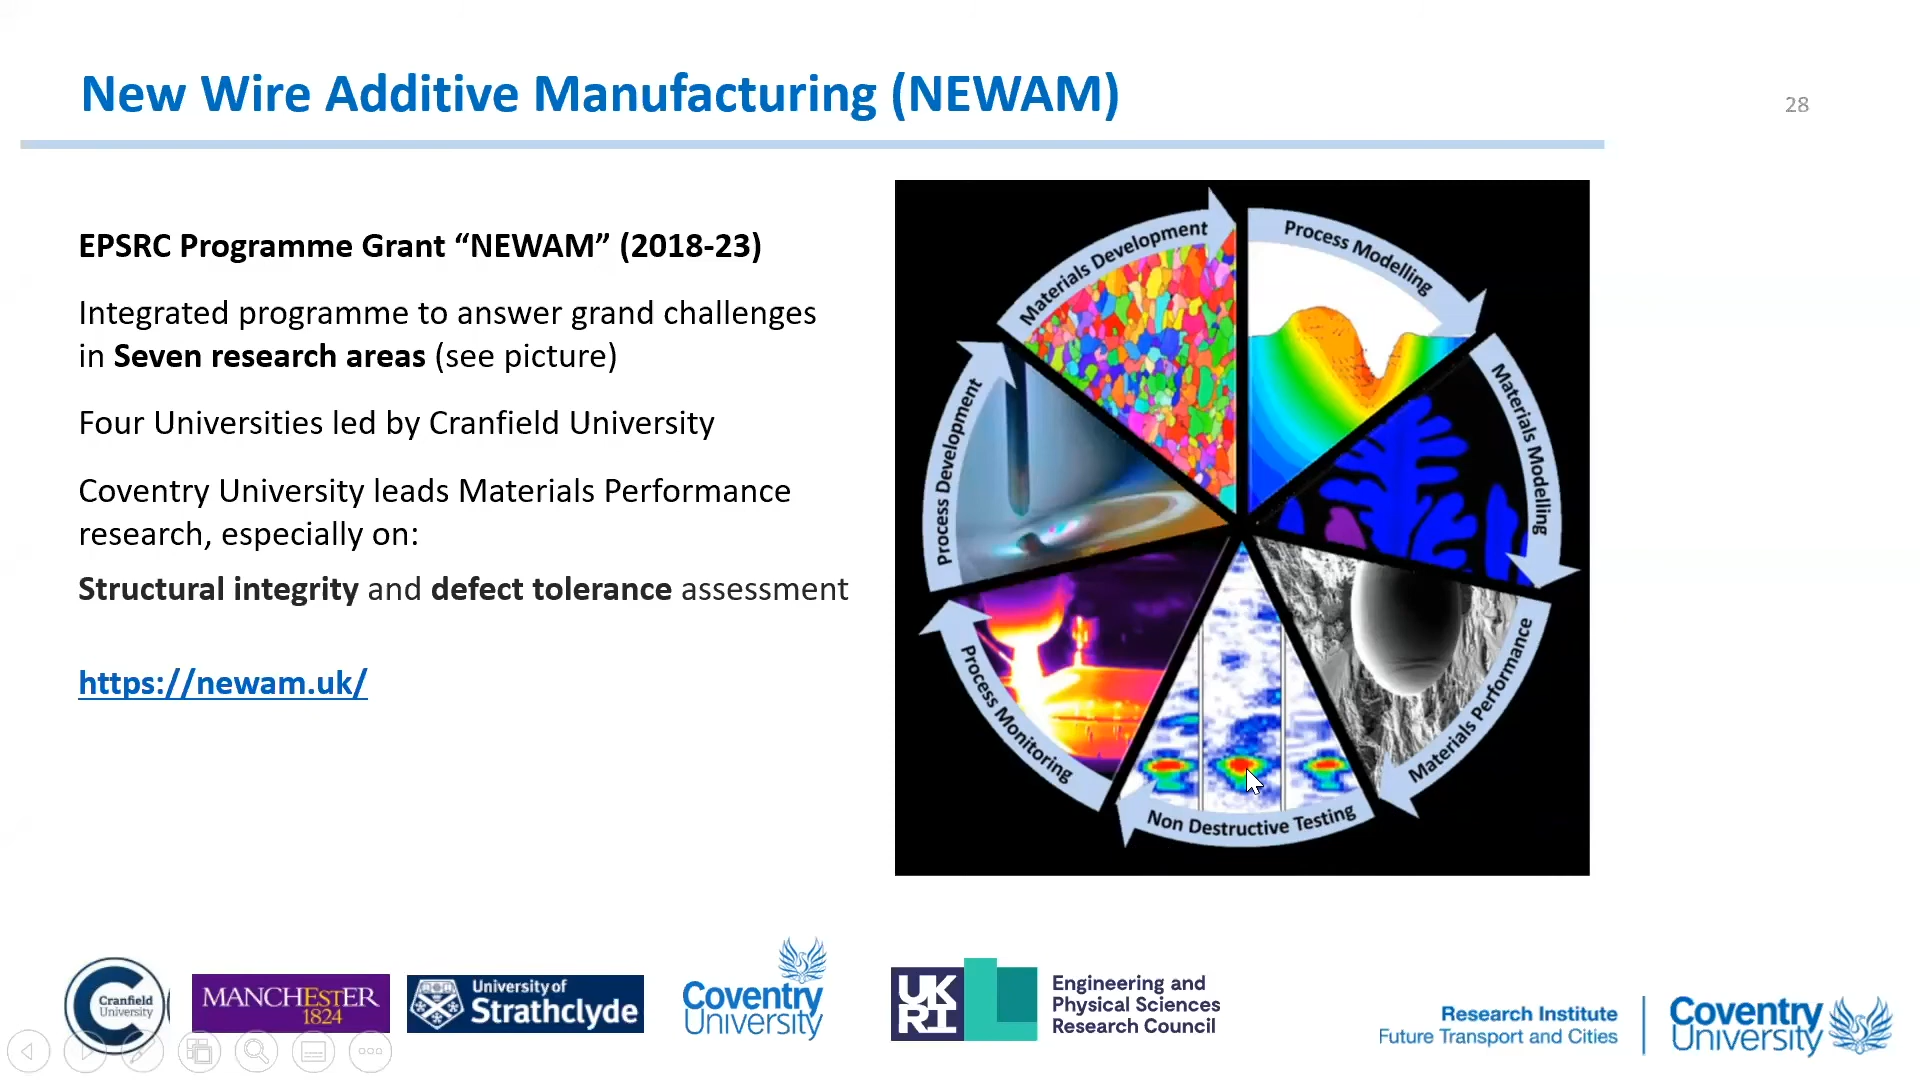 New Wire Additive Manufacturing (NEWAM)
28
EPSRC Programme Grant “NEWAM” (2018-23)
Integrated programme to answer grand challenges
in Seven research areas (see picture)
Four Universities led by Cranfield University
Coventry University leads Materials Performance
research, especially on:
Structural integrity and defect tolerance assessment
https://newam.uk/
Materials Development
Process Modelling
Materials Modelling
Materials Performance
Non Destructive Testing
Process Monitoring
Process Development
Cranfield
University
MANCHESTER
1824
University of
Strathclyde
Coventry
University
UK
RI
Engineering and
Physical Sciences
Research Council
Research Institute
Future Transport and Cities
Coventry
University